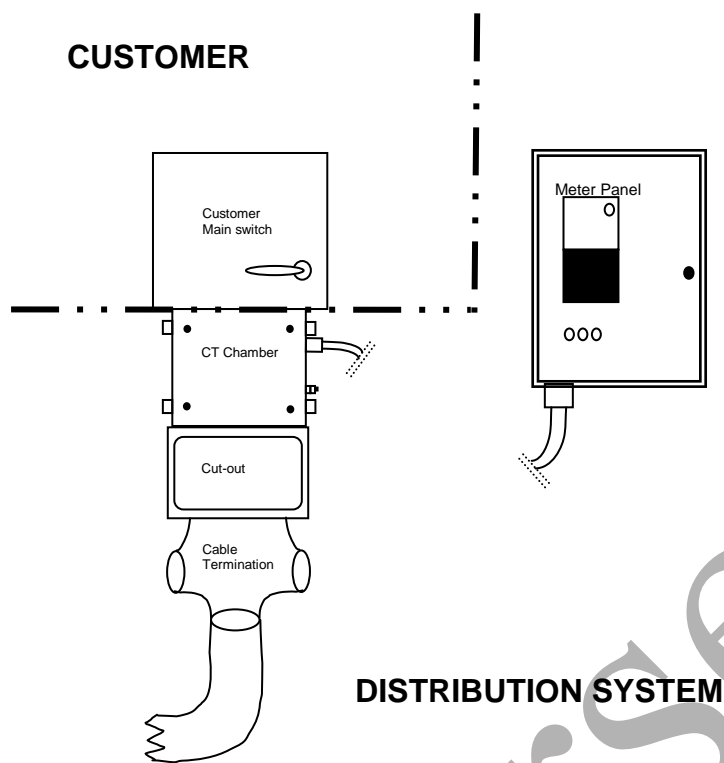 CUSTOMER
Customer
Main switch
Meter Panel
CT Chamber
Cut-out
Cable
Termination
DISTRIBUTION SYSTEM